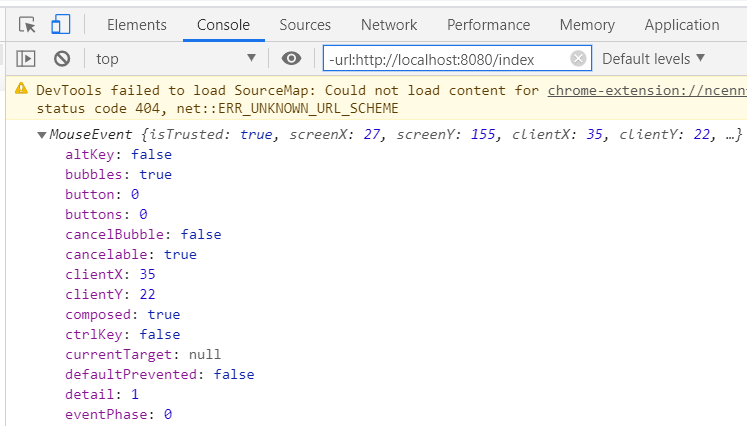 Elements Console Sources Network Performance Memory Application
top -url:http://localhost:8080/index Default levels
DevTools failed to load SourceMap: Could not load content for chrome-extension://ncenn
status code 404, net::ERR_UNKNOWN_URL_SCHEME
MouseEvent {isTrusted: true, screenX: 27, screenY: 155, clientX: 35, clientY: 22, …}
altKey: false
bubbles: true
button: 0
buttons: 0
cancelBubble: false
cancelable: true
clientX: 35
clientY: 22
composed: true
ctrlKey: false
currentTarget: null
defaultPrevented: false
detail: 1
eventPhase: 0